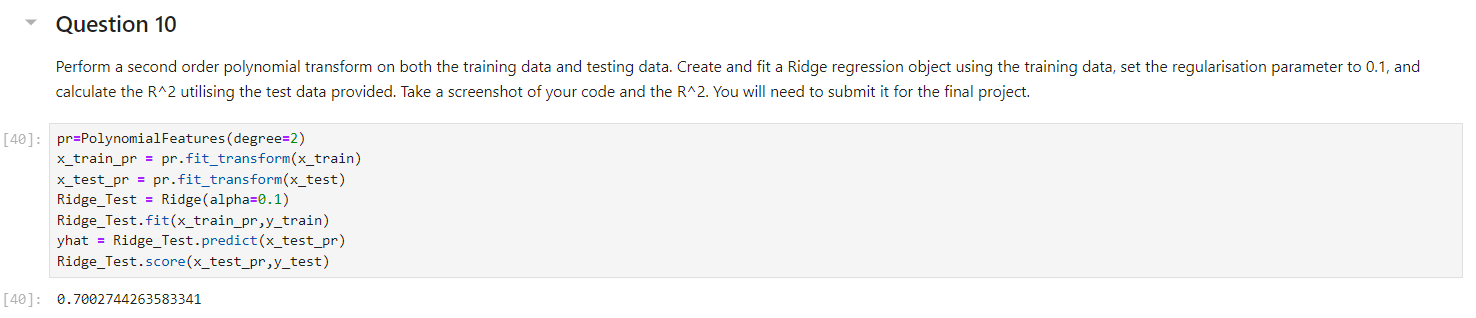 Question 10
Perform a second order polynomial transform on both the training data and testing data. Create and fit a Ridge regression object using the training data, set the regularisation parameter to 0.1, and
calculate the R^2 utilising the test data provided. Take a screenshot of your code and the R^2. You will need to submit it for the final project.
[40]: pr=PolynomialFeatures(degree=2)
x_train_pr = pr.fit_transform(x_train)
x_test_pr = pr.fit_transform(x_test)
Ridge_Test = Ridge(alpha=0.1)
Ridge_Test.fit(x_train_pr,y_train)
yhat = Ridge_Test.predict(x_test_pr)
Ridge_Test.score(x_test_pr,y_test)
[40]: 0.7002744263583341